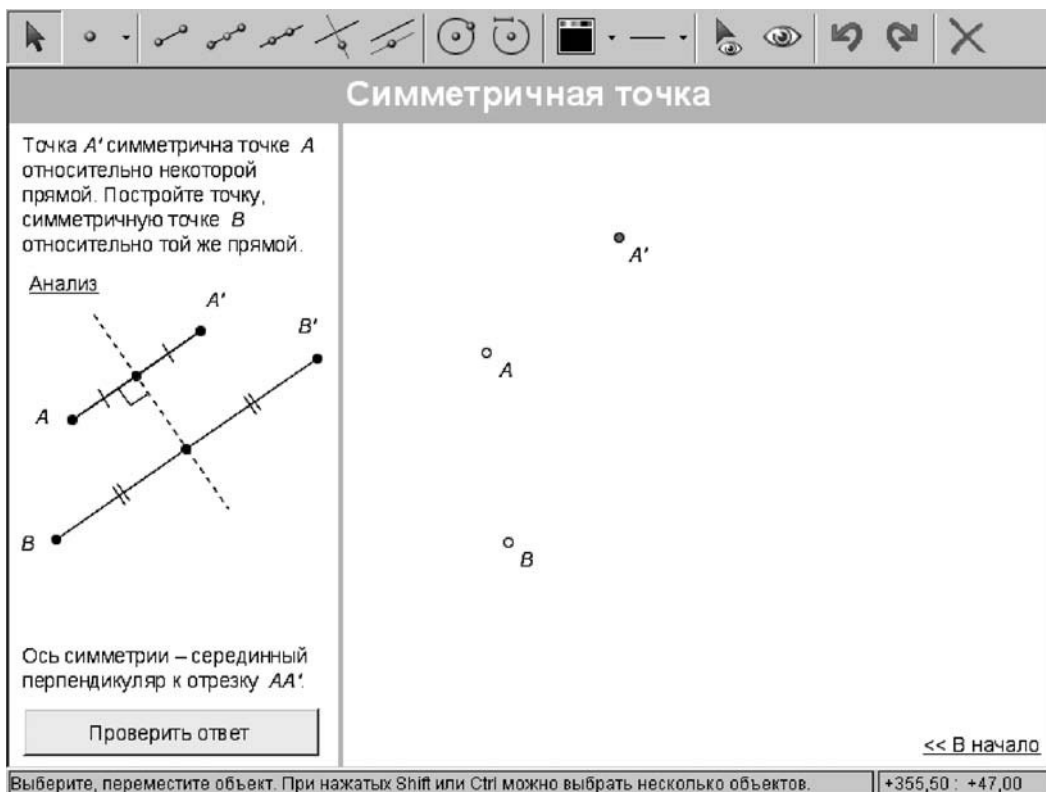 Симметричная точка
Точка A' симметрична точке A
относительно некоторой
прямой. Постройте точку,
симметричную точке B
относительно той же прямой.
Анализ
A'
B'
A
B
Ось симметрии – серединный
перпендикуляр к отрезку AA'.
Проверить ответ
A'
A
B
<< В начало
Выберите, переместите объект. При нажатых Shift или Ctrl можно выбрать несколько объектов.
+355,50 : +47,00